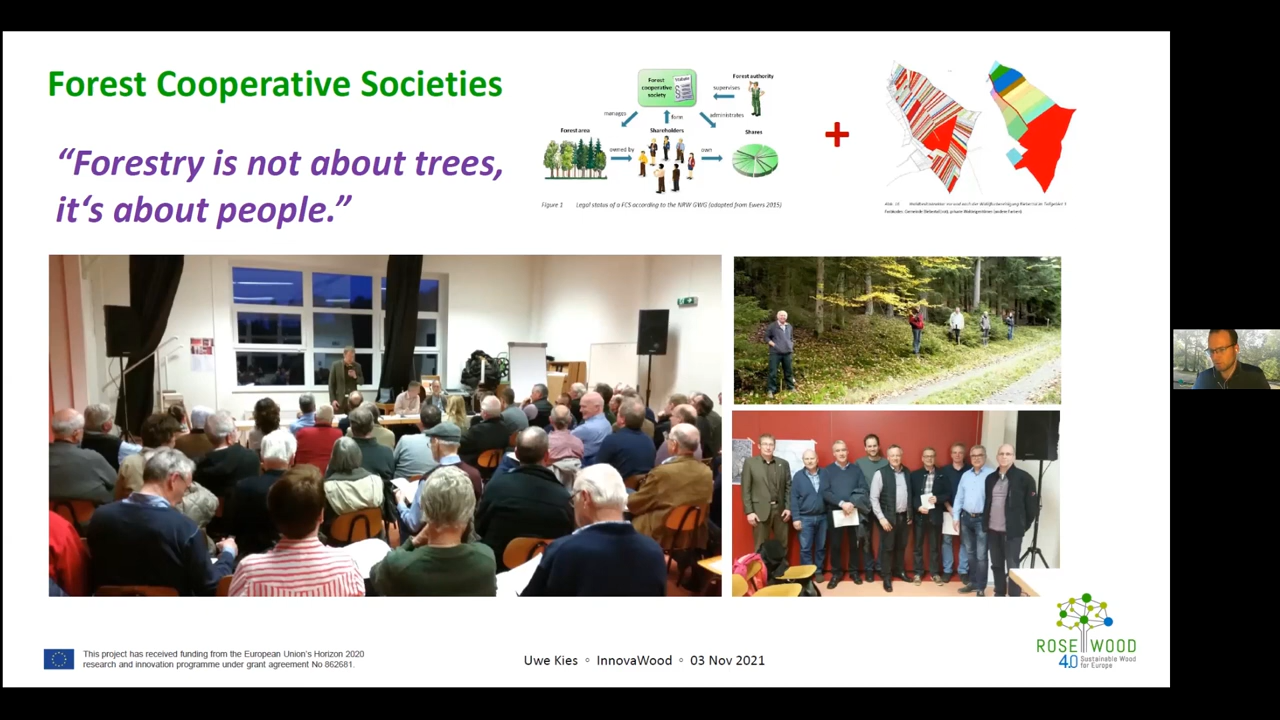 Forest Cooperative Societies
“Forestry is not about trees,
it‘s about people.”
Forest
cooperative
society
Statute
Forest authority
supervises
manages
form
administrates
Forest area
Shareholders
Shares
owned by
own
Figure 1 Legal status of a FCS according to the NRW GWG (adapted from Ewers 2015)
+
This project has received funding from the European Union’s Horizon 2020
research and innovation programme under grant agreement No 862681.
Uwe Kies ◦ InnovaWood ◦ 03 Nov 2021
ROSEWOOD
4.0 Sustainable Wood
for Europe